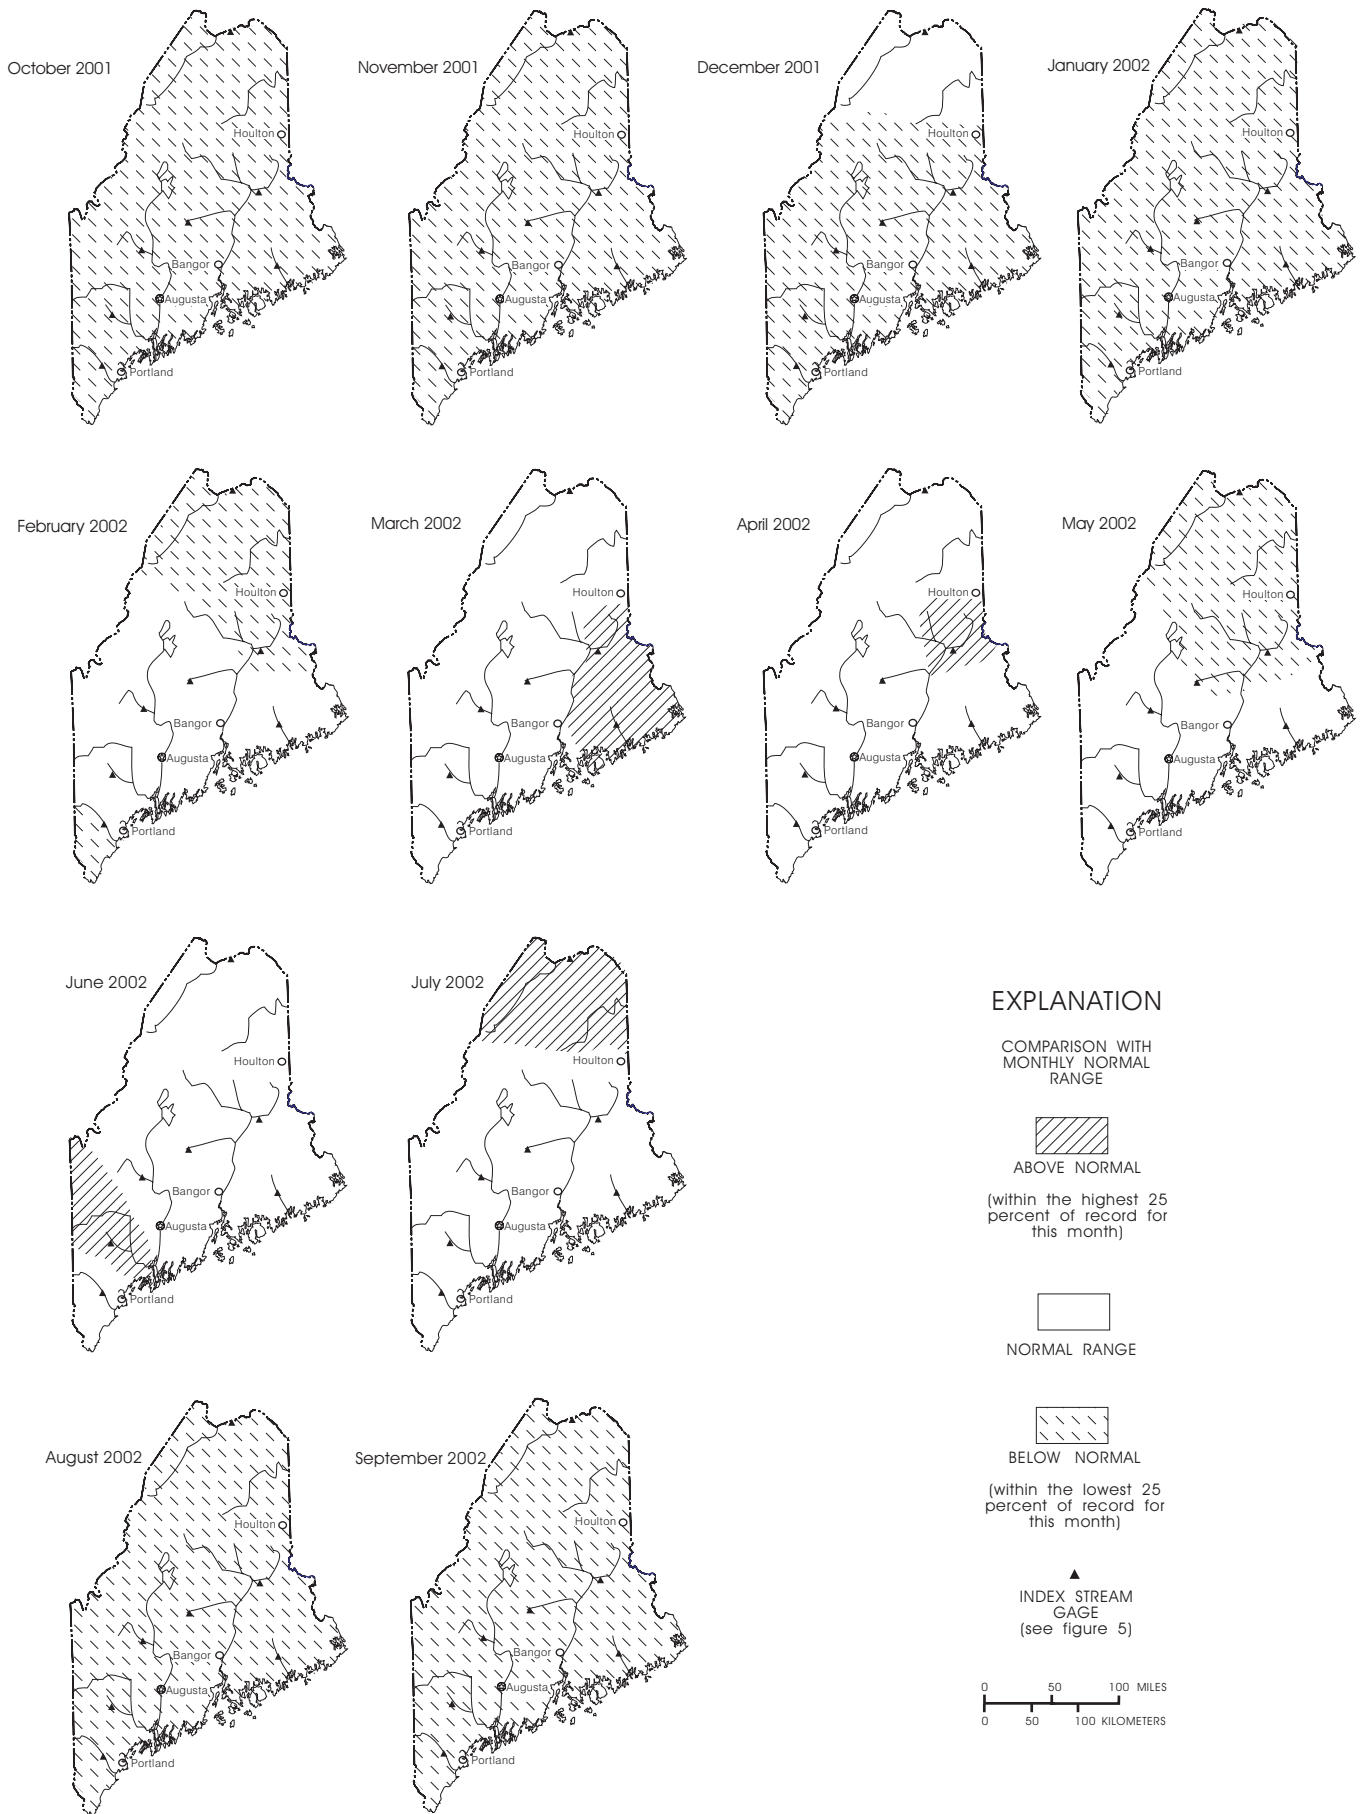 October 2001
Houlton
Bangor
Augusta
Portland
November 2001
Houlton
Bangor
Augusta
Portland
December 2001
Houlton
Bangor
Augusta
Portland
January 2002
Houlton
Bangor
Augusta
Portland
February 2002
Houlton
Bangor
Augusta
Portland
March 2002
Houlton
Bangor
Augusta
Portland
April 2002
Houlton
Bangor
Augusta
Portland
May 2002
Houlton
Bangor
Augusta
Portland
June 2002
Houlton
Bangor
Augusta
Portland
July 2002
Houlton
Bangor
Augusta
Portland
August 2002
Houlton
Bangor
Augusta
Portland
September 2002
Houlton
Bangor
Augusta
Portland
EXPLANATION
COMPARISON WITH
MONTHLY NORMAL
RANGE
ABOVE NORMAL
(within the highest 25
percent of record for
this month)
NORMAL RANGE
BELOW NORMAL
(within the lowest 25
percent of record for
this month)
INDEX STREAM
GAGE
(see figure 5)
0 50 100 MILES
0 50 100 KILOMETERS